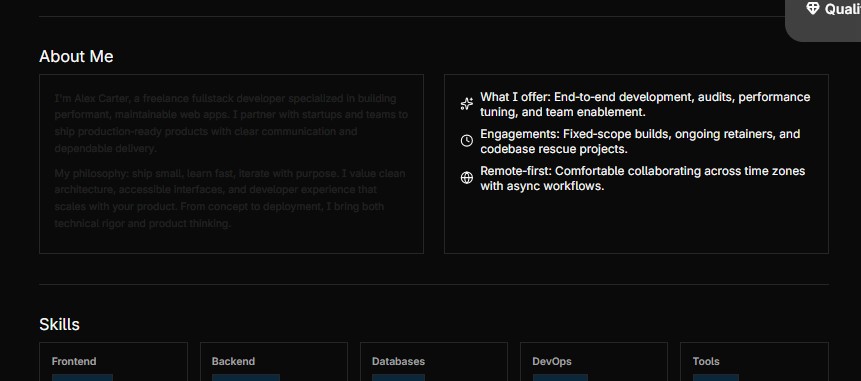 About Me
I'm Alex Carter, a freelance fullstack developer specialized in building
performant, maintainable web apps. I partner with startups and teams to
ship production-ready products with clear communication and
dependable delivery.
My philosophy: ship small, learn fast, iterate with purpose. I value clean
architecture, accessible interfaces, and developer experience that
scales with your product. From concept to deployment, I bring both
technical rigor and product thinking.
What I offer: End-to-end development, audits, performance
tuning, and team enablement.
Engagements: Fixed-scope builds, ongoing retainers, and
codebase rescue projects.
Remote-first: Comfortable collaborating across time zones
with async workflows.
Skills
Frontend
Backend
Databases
DevOps
Tools